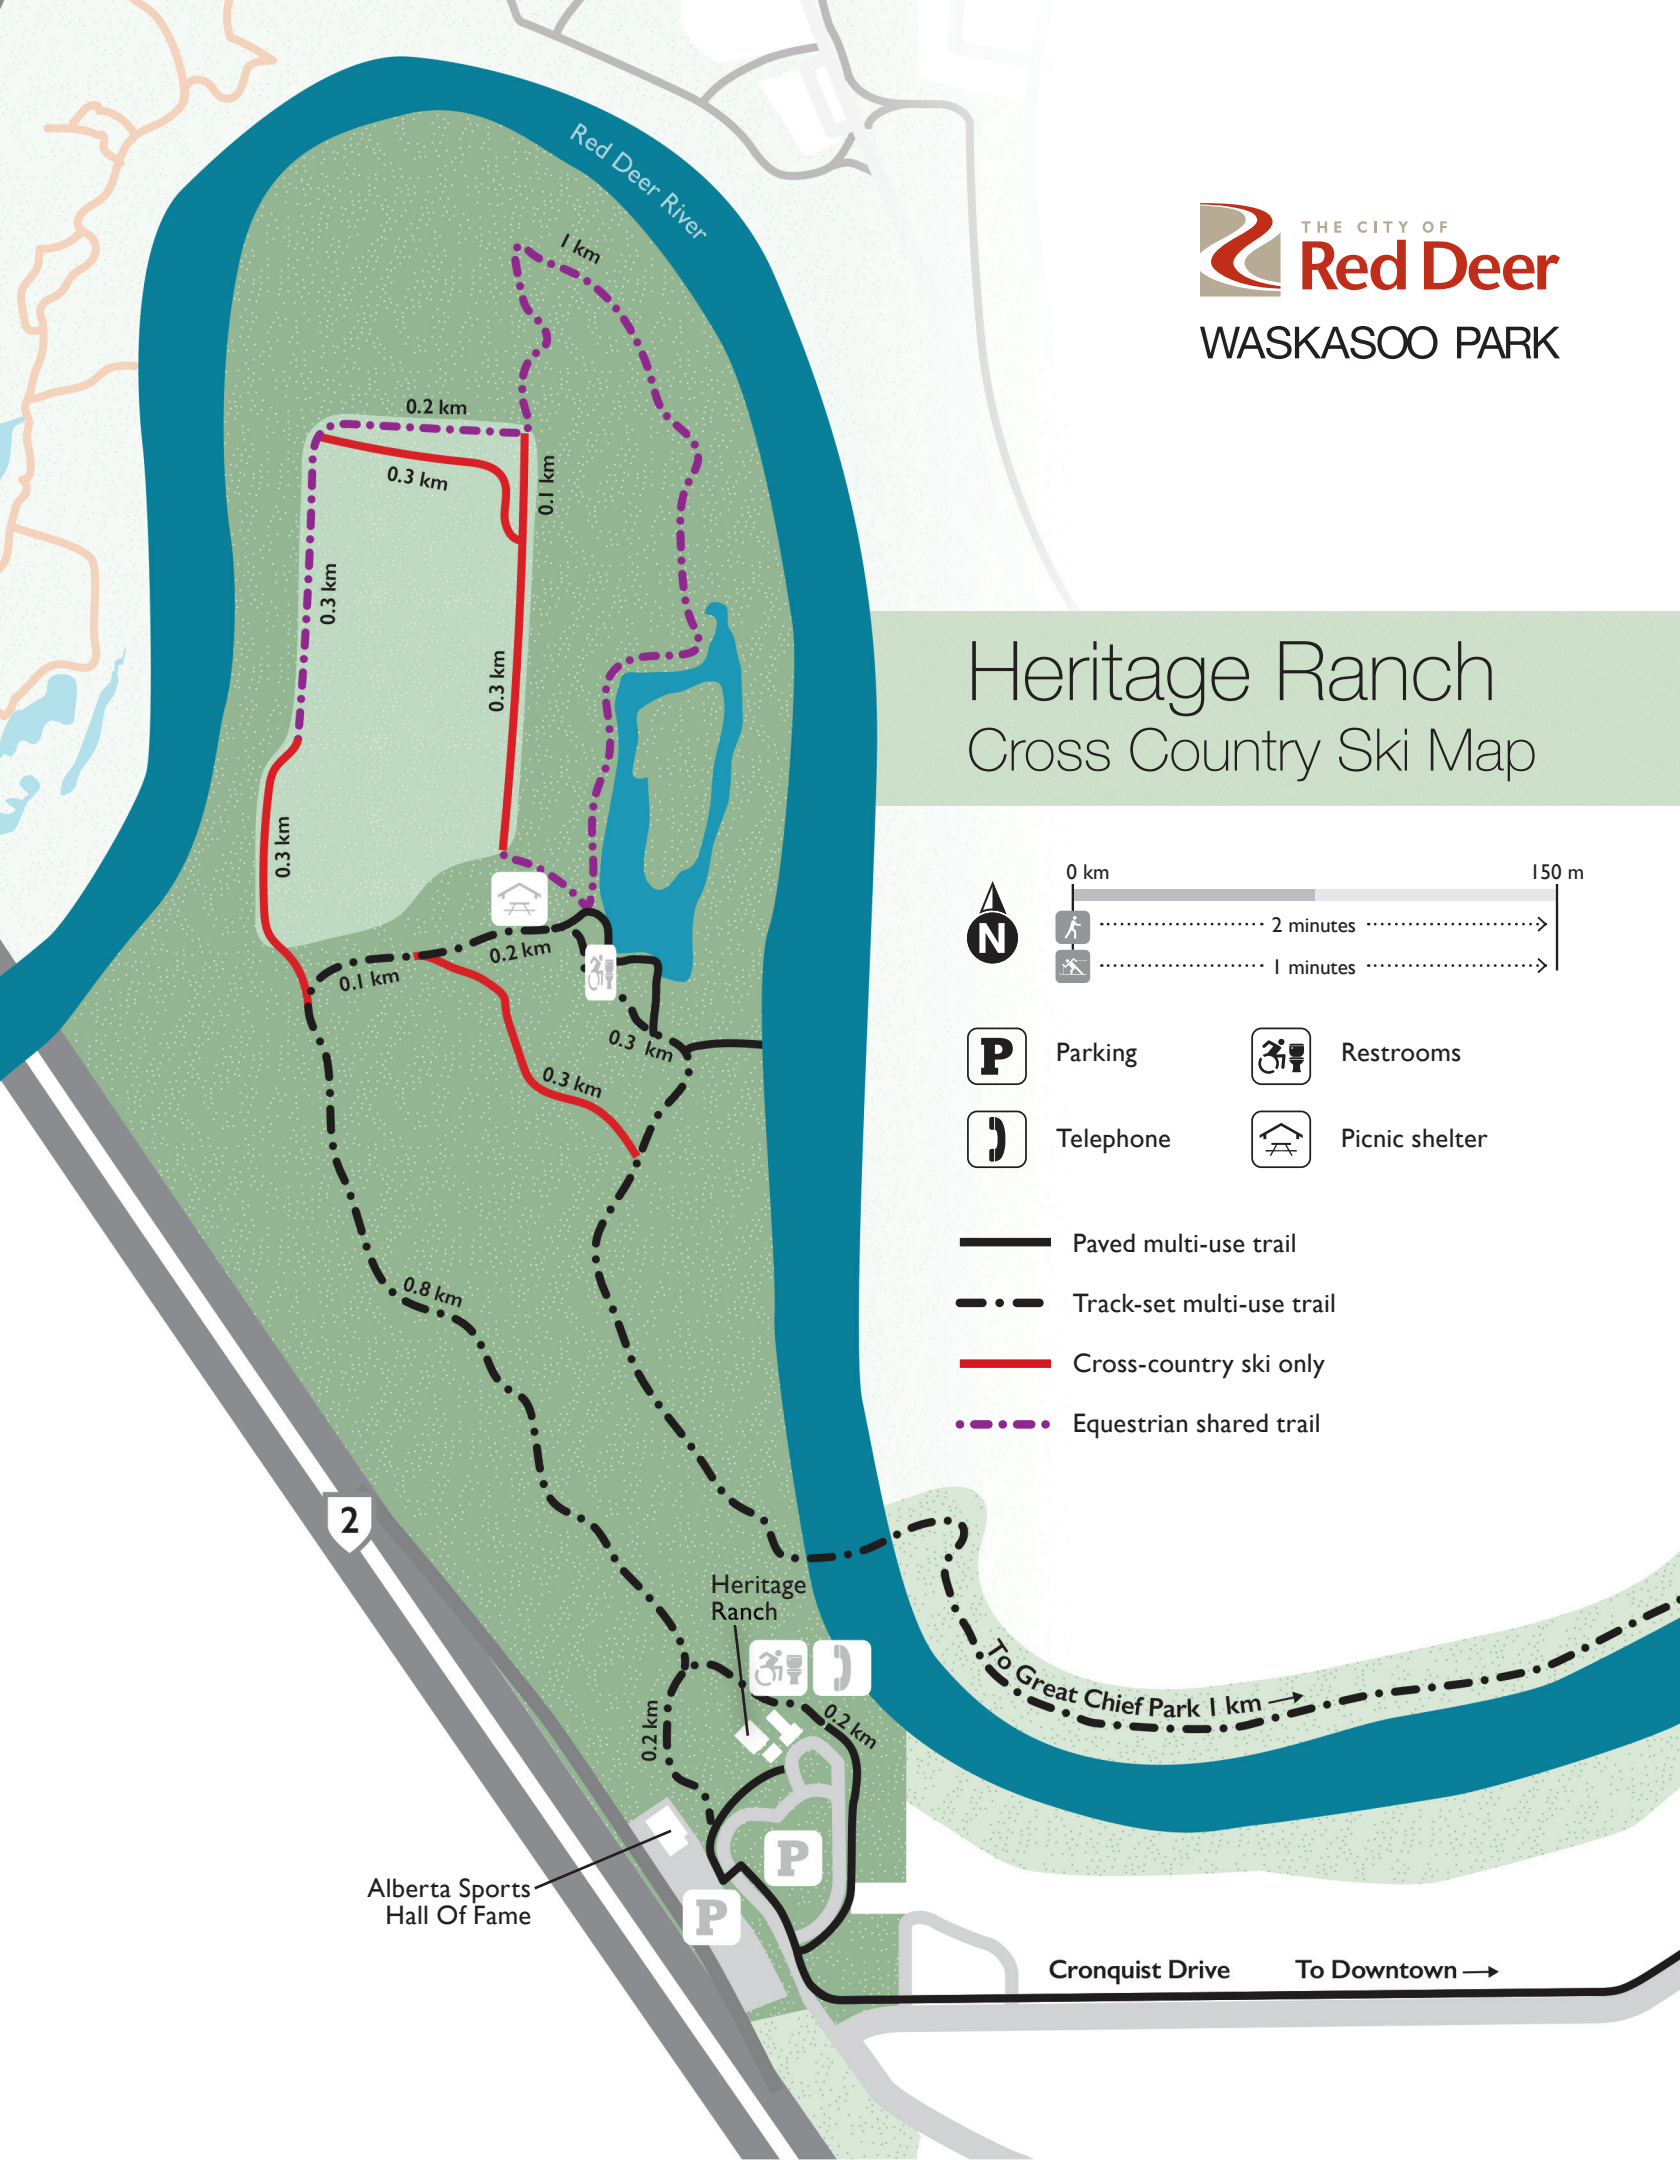 Red Deer River
1 km
THE CITY OF
Red Deer
WASKASOO PARK
0.2 km
0.3 km
0.1 km
0.3 km
0.3 km
Heritage Ranch
Cross Country Ski Map
0.3 km
0 km
150 m
N
2 minutes
1 minutes
0.2 km
0.1 km
0.3 km
0.3 km
P
Parking
Restrooms
Telephone
Picnic shelter
Paved multi-use trail
Track-set multi-use trail
Cross-country ski only
Equestrian shared trail
0.8 km
2
Heritage
Ranch
To Great Chief Park 1 km
0.2 km
0.2 km
P
P
Alberta Sports
Hall Of Fame
Cronquist Drive
To Downtown